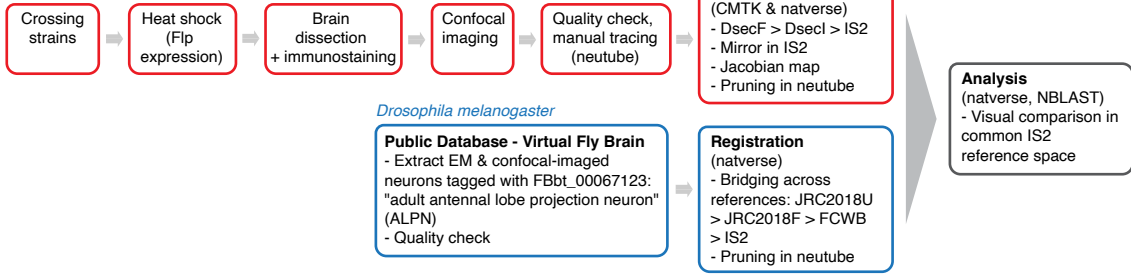 Crossing
strains
Heat shock
(Flp
expression)
Brain
dissection
+ immunostaining
Confocal
imaging
Quality check,
manual tracing
(neutube)
(CMTK & natverse)
- DsecF > DsecI > IS2
- Mirror in IS2
- Jacobian map
- Pruning in neutube
Drosophila melanogaster
Public Database - Virtual Fly Brain
- Extract EM & confocal-imaged
neurons tagged with FBbt_00067123:
"adult antennal lobe projection neuron"
(ALPN)
- Quality check
Registration
(natverse)
- Bridging across
references: JRC2018U
> JRC2018F > FCWB
> IS2
- Pruning in neutube
Analysis
(natverse, NBLAST)
- Visual comparison in
common IS2
reference space